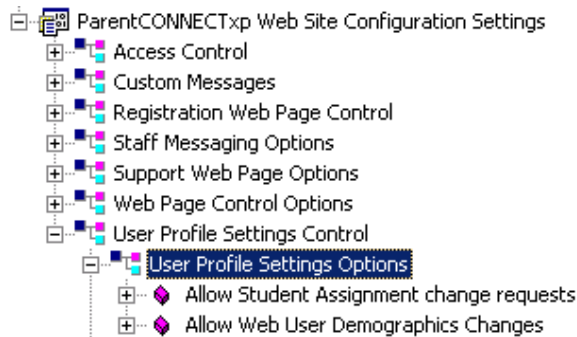 ParentCONNECTxp Web Site Configuration Settings
Access Control
Custom Messages
Registration Web Page Control
Staff Messaging Options
Support Web Page Options
Web Page Control Options
User Profile Settings Control
User Profile Settings Options
Allow Student Assignment change requests
Allow Web User Demographics Changes